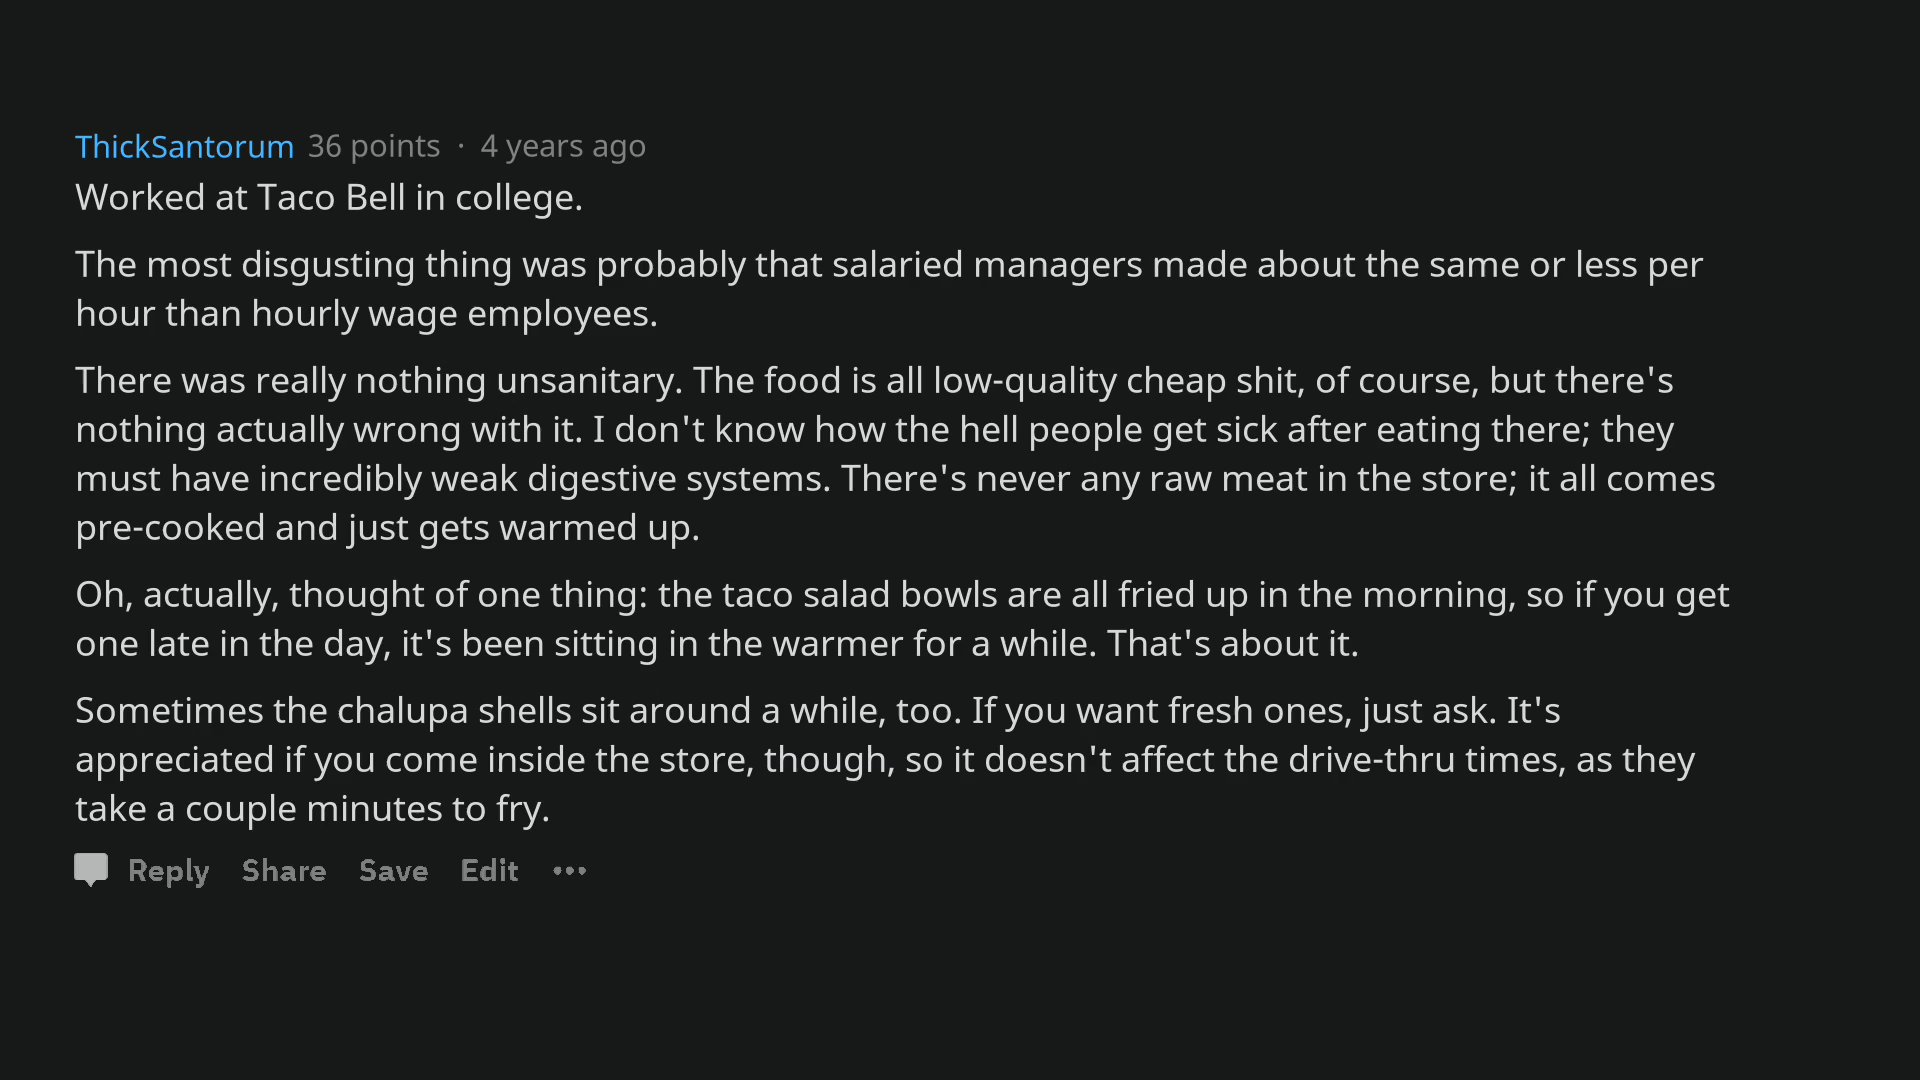 ThickSantorum 36 points · 4 years ago
Worked at Taco Bell in college.
The most disgusting thing was probably that salaried managers made about the same or less per
hour than hourly wage employees.
There was really nothing unsanitary. The food is all low-quality cheap shit, of course, but there's
nothing actually wrong with it. I don't know how the hell people get sick after eating there; they
must have incredibly weak digestive systems. There's never any raw meat in the store; it all comes
pre-cooked and just gets warmed up.
Oh, actually, thought of one thing: the taco salad bowls are all fried up in the morning, so if you get
one late in the day, it's been sitting in the warmer for a while. That's about it.
Sometimes the chalupa shells sit around a while, too. If you want fresh ones, just ask. It's
appreciated if you come inside the store, though, so it doesn't affect the drive-thru times, as they
take a couple minutes to fry.
Reply Share Save Edit •••